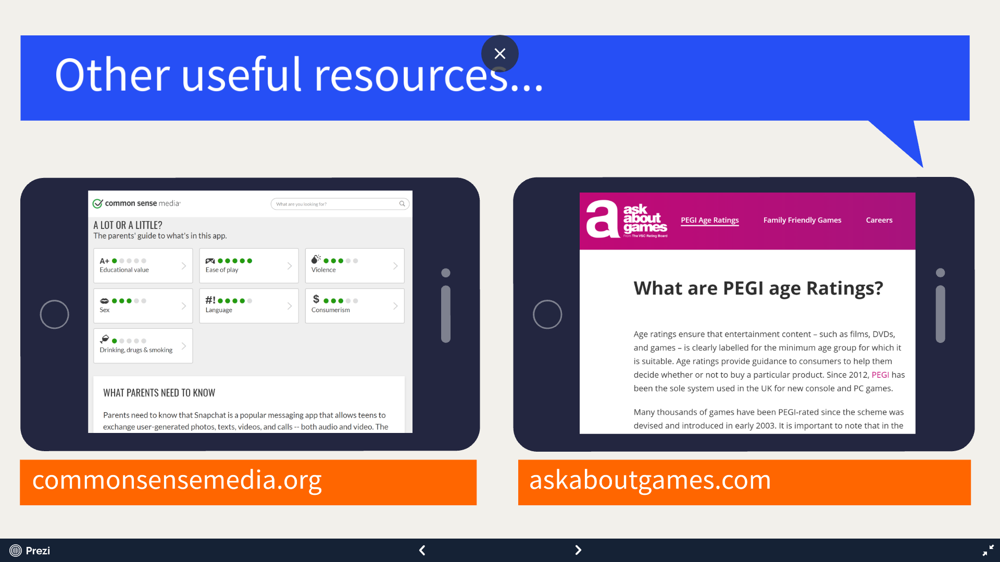 Other useful resources...
common sense media
What are you looking for?
A LOT OR A LITTLE?
The parents' guide to what's in this app.
A+
Educational value
Ease of play
Violence
Sex
#!
Language
$
Consumerism
Drinking, drugs & smoking
WHAT PARENTS NEED TO KNOW
Parents need to know that Snapchat is a popular messaging app that allows teens to
exchange user-generated photos, texts, videos, and calls -- both audio and video. The
commonsensemedia.org
a
ask
about
games
From The VSC Rating Board
PEGI Age Ratings
Family Friendly Games
Careers
What are PEGI age Ratings?
Age ratings ensure that entertainment content – such as films, DVDs,
and games – is clearly labelled for the minimum age group for which it
is suitable. Age ratings provide guidance to consumers to help them
decide whether or not to buy a particular product. Since 2012, PEGI has
been the sole system used in the UK for new console and PC games.
Many thousands of games have been PEGI-rated since the scheme was
devised and introduced in early 2003. It is important to note that in the
askaboutgames.com
Prezi